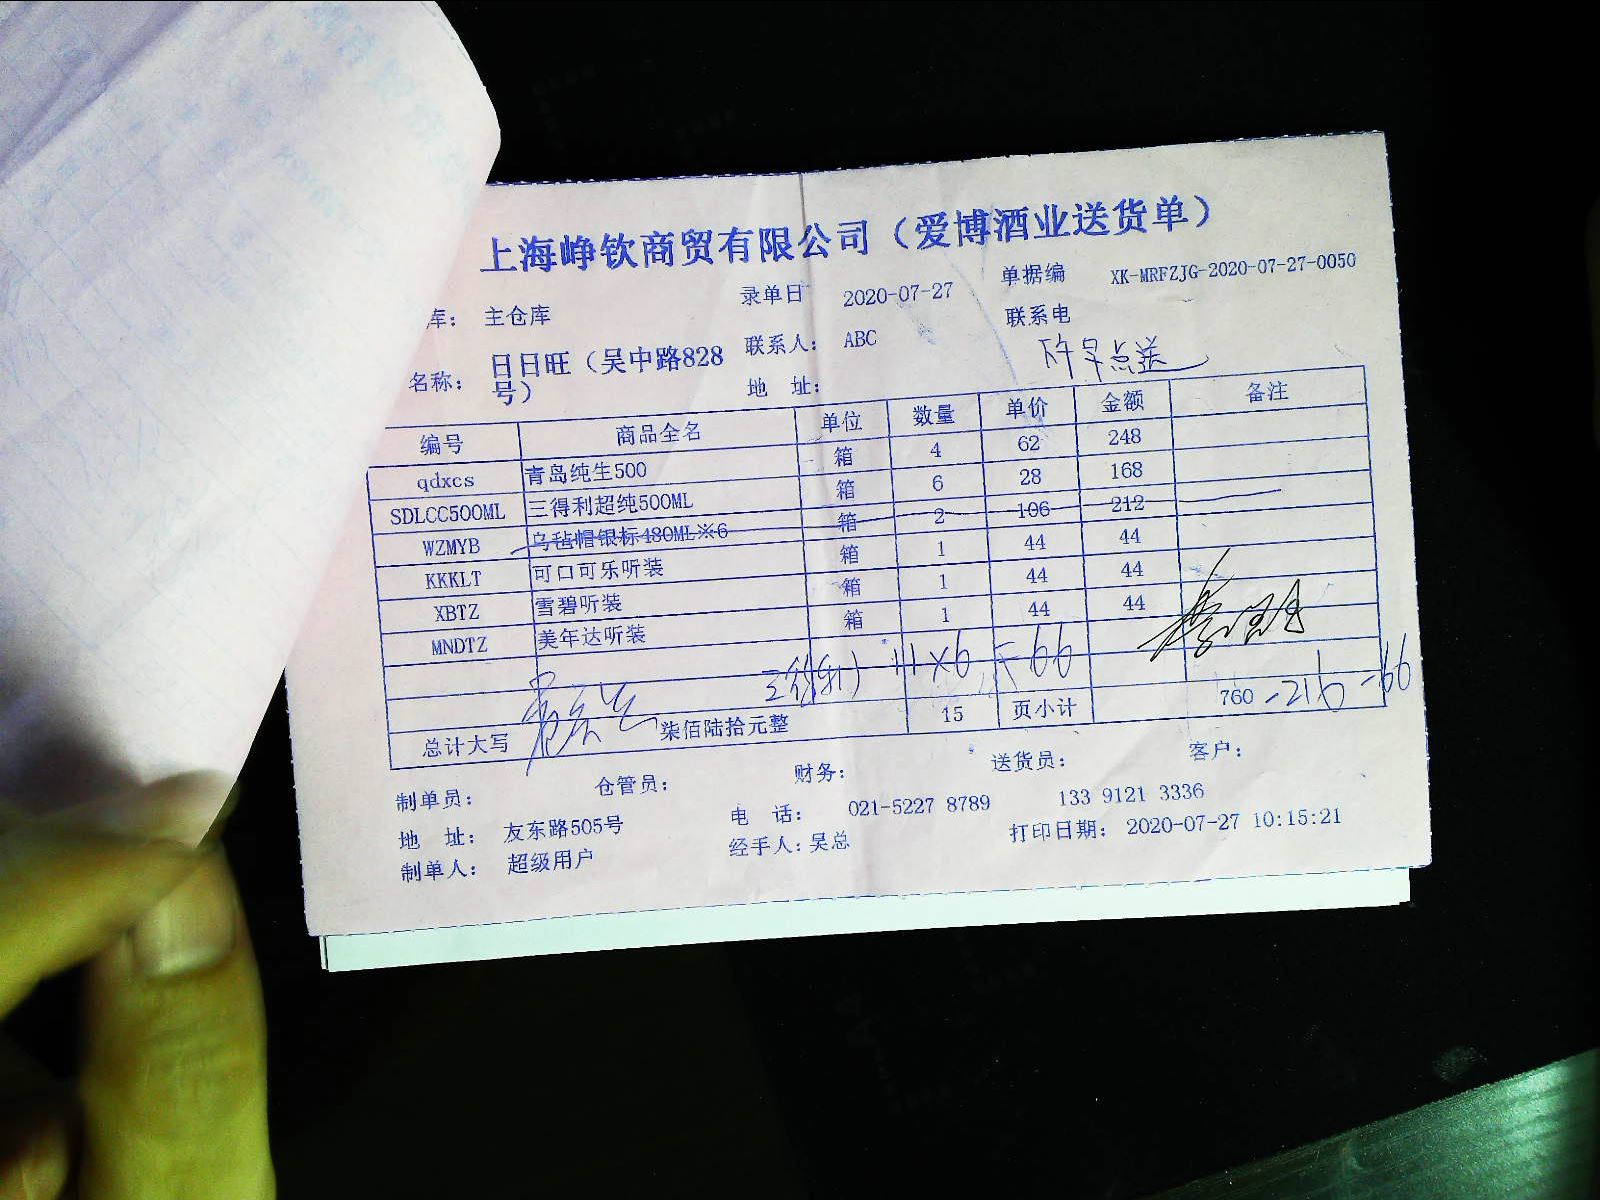 上海峥钦商贸有限公司（爱博酒业送货单）
库： 主仓库 录单日 2020-07-27 单据编 XK-MRFZJG-2020-07-27-0050
名称： 日日旺（吴中路828号） 联系人： ABC 联系电
地 址：
下午早点送
编号 商品全名 单位 数量 单价 金额 备注
qdxcs 青岛纯生500 箱 4 62 248
SDLCC500ML 三得利超纯500ML 箱 6 28 168
WZMYB 乌毡帽银标480ML※6 箱 2 106 212
KKKLT 可口可乐听装 箱 1 44 44
XBTZ 雪碧听装 箱 1 44 44
MNDTZ 美年达听装 箱 1 44 44
11×6=66
总计大写 柒佰陆拾元整 15 页小计 760 -216 -66
制单员： 仓管员： 财务： 送货员： 客户：
地 址： 友东路505号 电 话： 021-5227 8789 133 9121 3336
制单人： 超级用户 经手人：吴总 打印日期： 2020-07-27 10:15:21